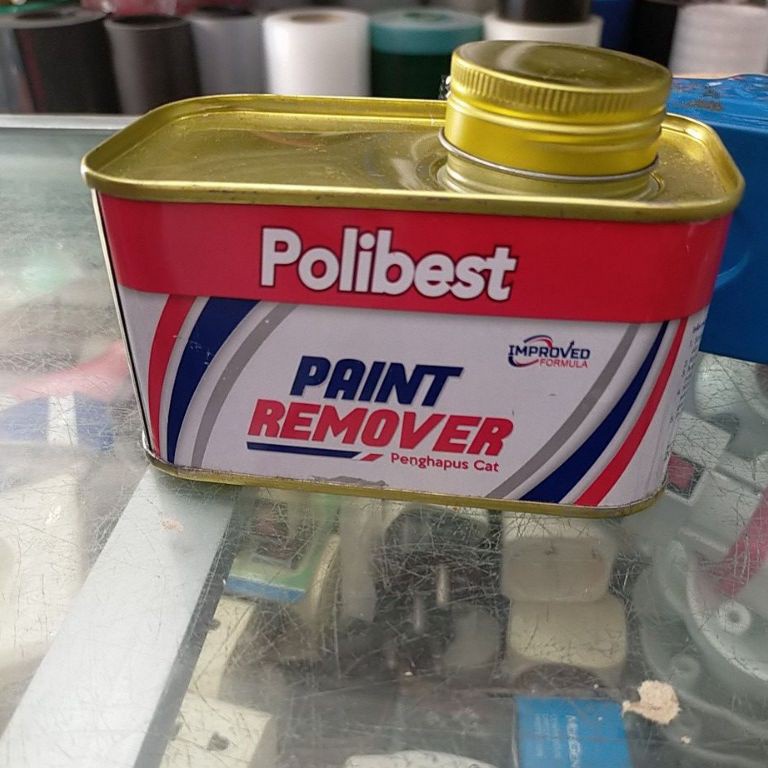 Polibest
IMPROVED
FORMULA
PAINT
REMOVER
Penghapus Cat